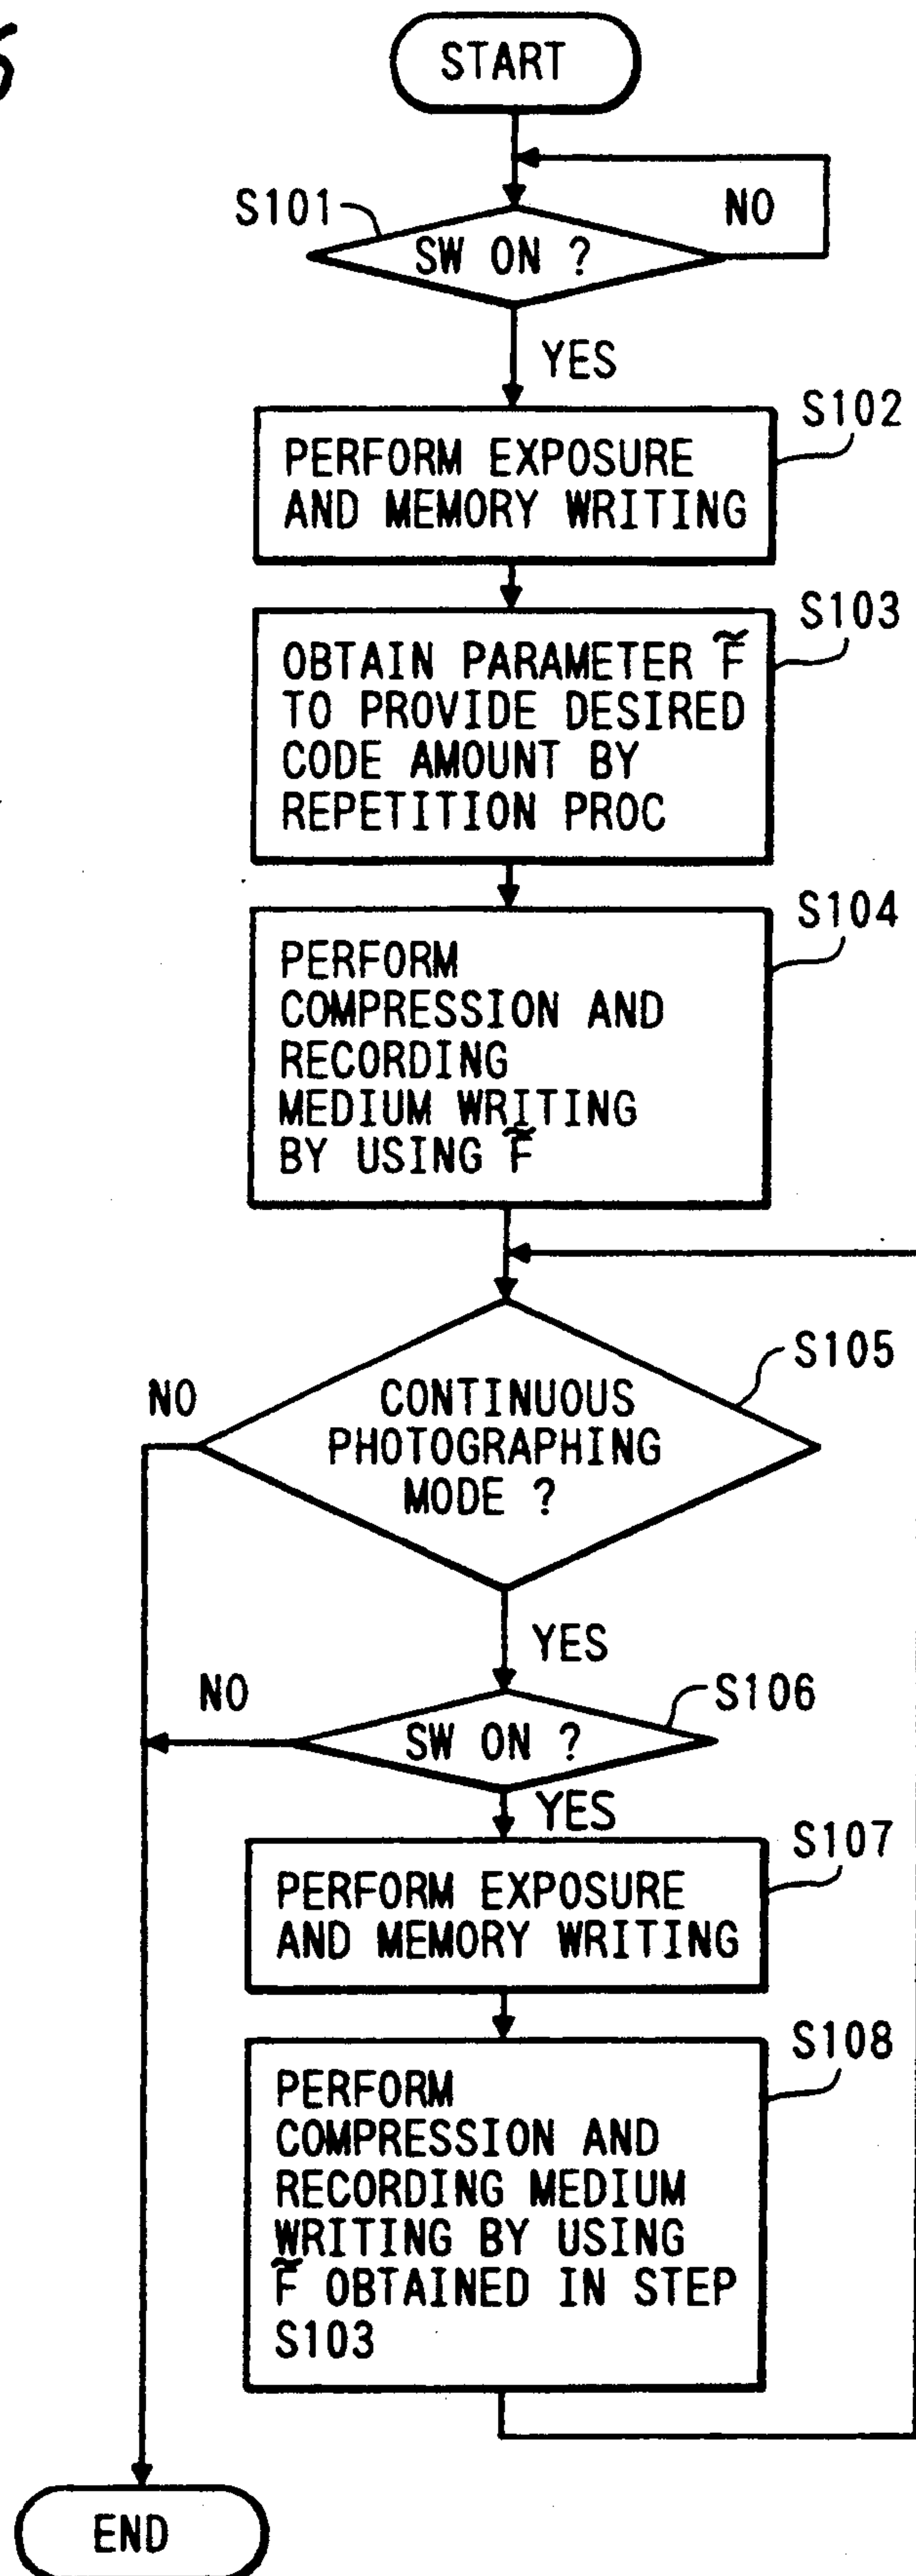 START
S101
NO
SW ON ?
YES
S102
PERFORM EXPOSURE
AND MEMORY WRITING
S103
OBTAIN PARAMETER F̃
TO PROVIDE DESIRED
CODE AMOUNT BY
REPETITION PROC
S104
PERFORM
COMPRESSION AND
RECORDING
MEDIUM WRITING
BY USING F̃
S105
NO
CONTINUOUS
PHOTOGRAPHING
MODE ?
YES
NO
S106
SW ON ?
YES
S107
PERFORM EXPOSURE
AND MEMORY WRITING
S108
PERFORM
COMPRESSION AND
RECORDING MEDIUM
WRITING BY USING
F̃ OBTAINED IN STEP
S103
END